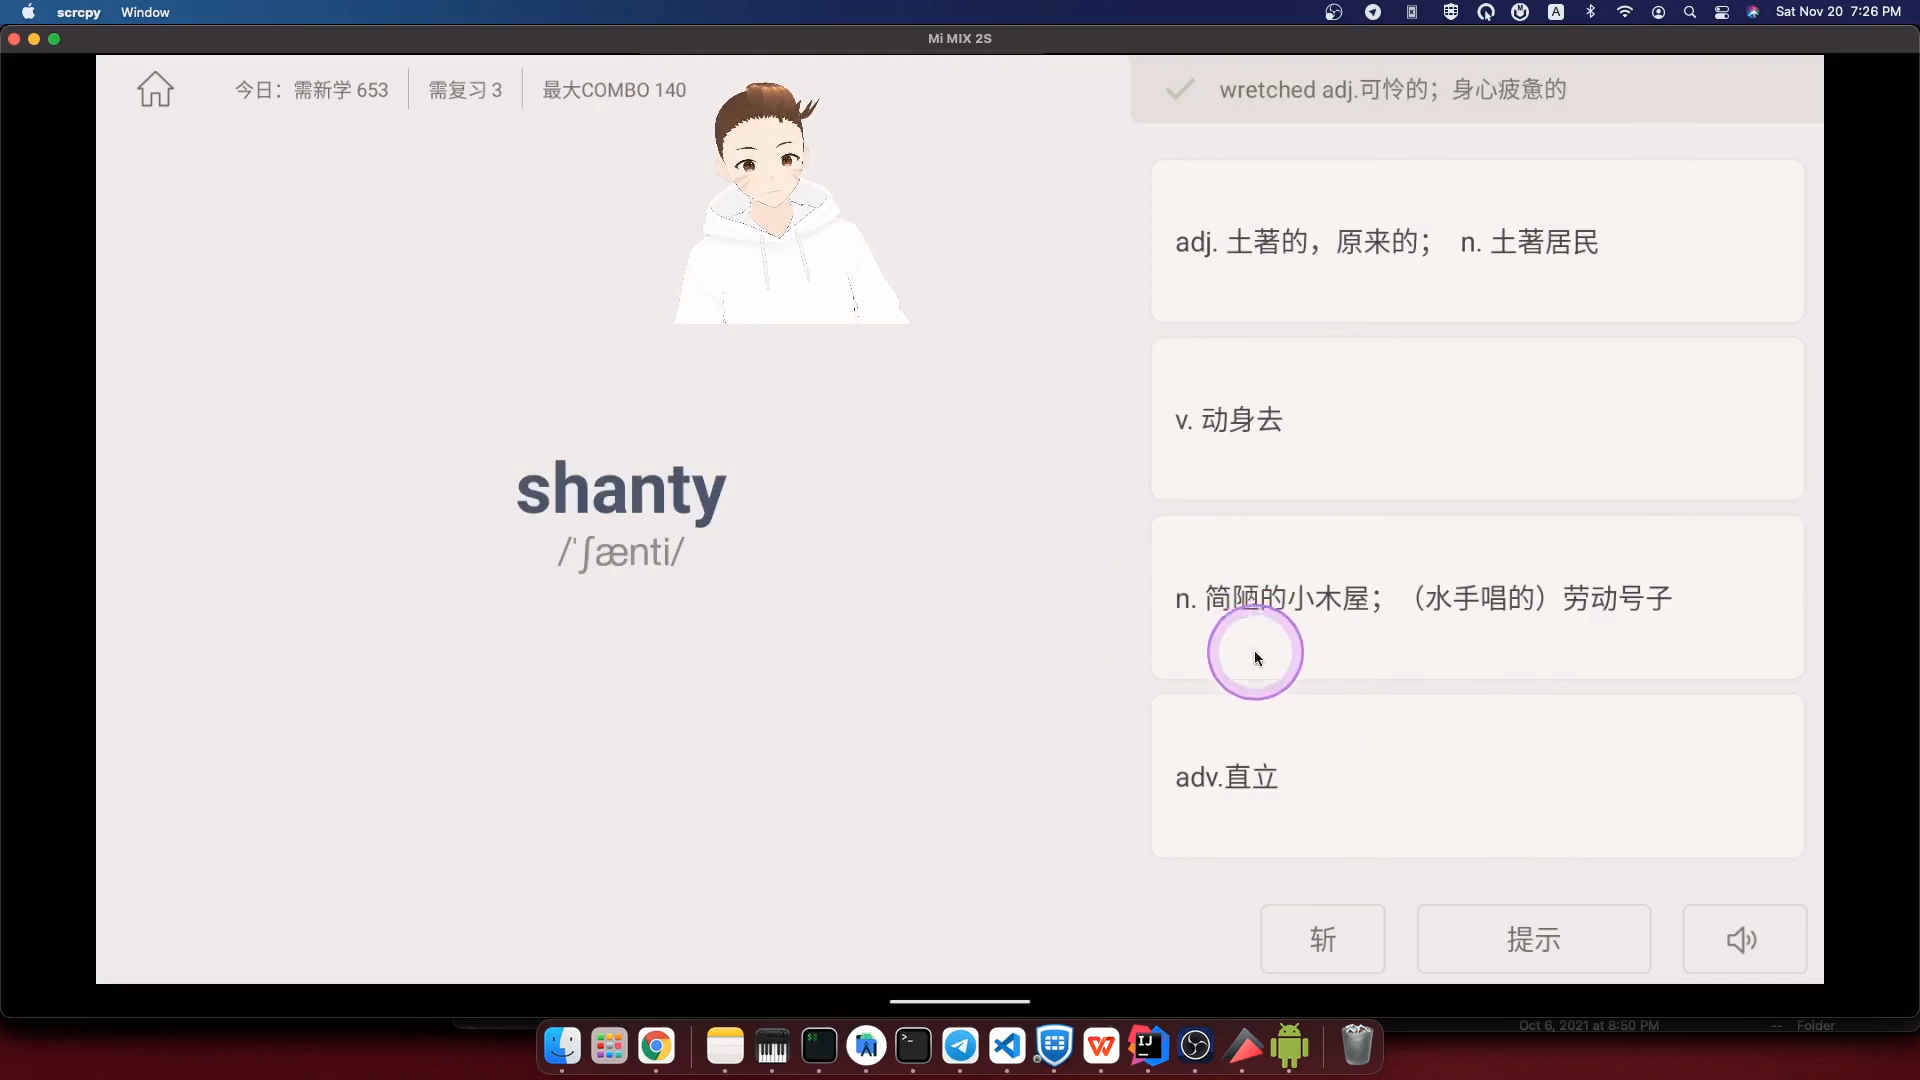 scrcpy Window
A
Sat Nov 20 7:26 PM
Mi MIX 2S
今日：需新学 653
需复习 3
最大COMBO 140
wretched adj.可怜的；身心疲惫的
adj. 土著的，原来的； n. 土著居民
v. 动身去
shanty
/ˈʃænti/
n. 简陋的小木屋；（水手唱的）劳动号子
adv.直立
斩
提示
Oct 6, 2021 at 8:50 PM
-- Folder